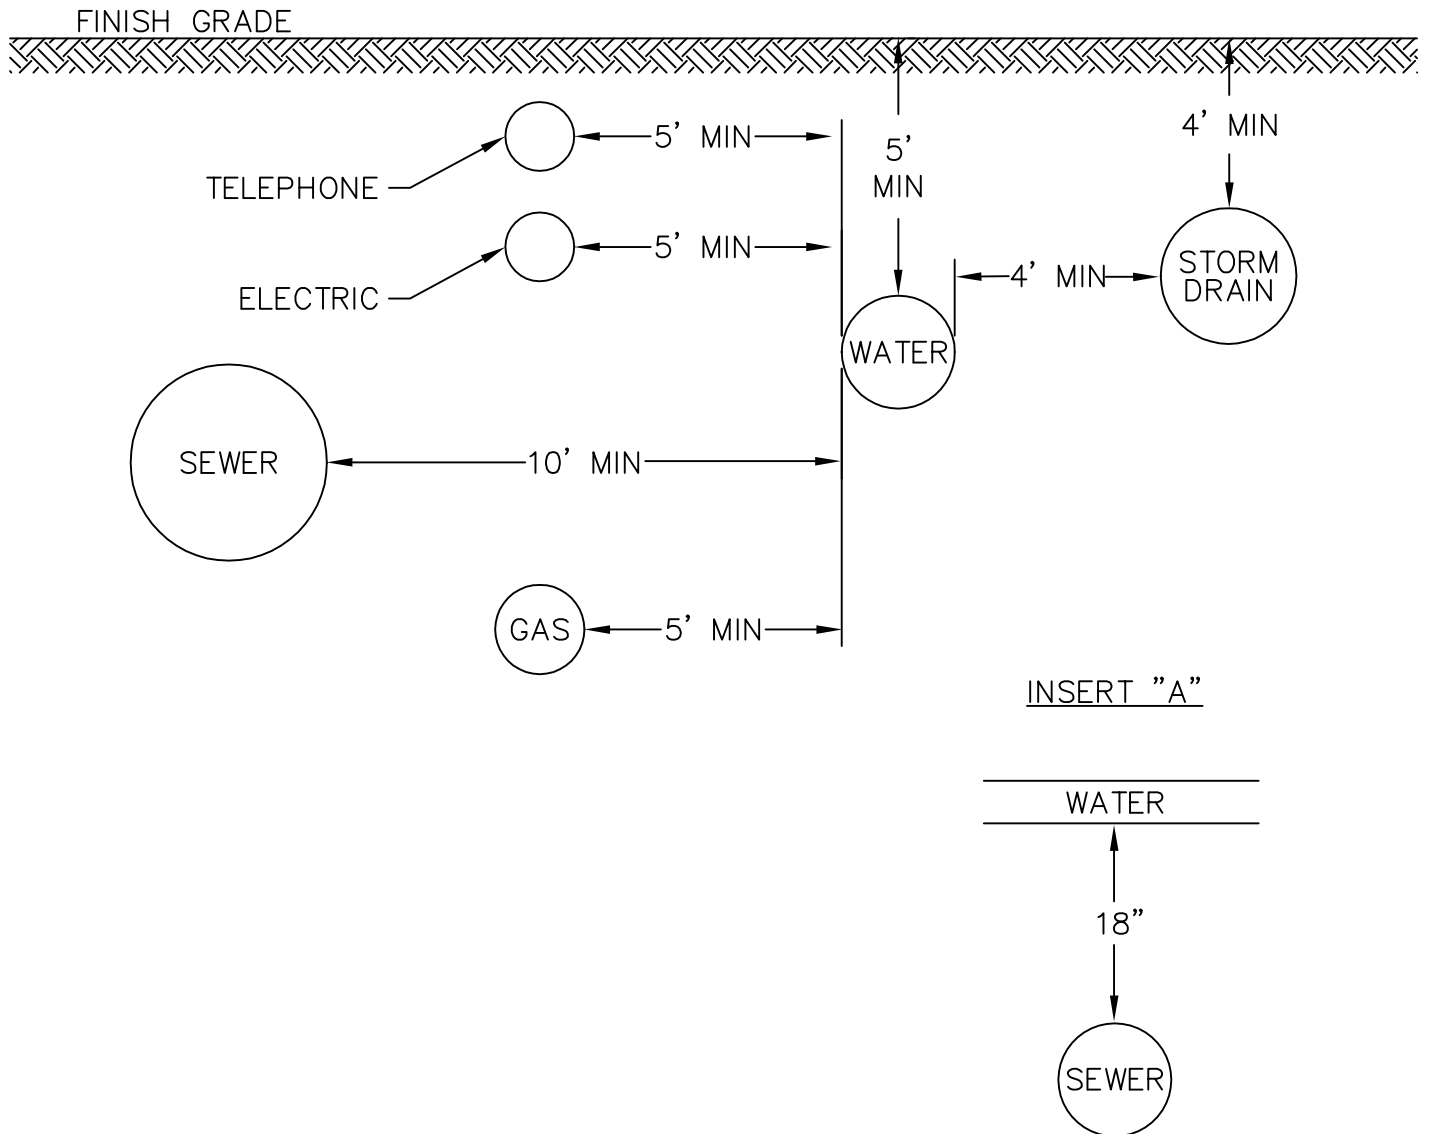 FINISH GRADE
5' MIN
4' MIN
TELEPHONE
5'
MIN
5' MIN
ELECTRIC
4' MIN
STORM
DRAIN
WATER
SEWER
10' MIN
GAS
5' MIN
INSERT "A"
WATER
18"
SEWER